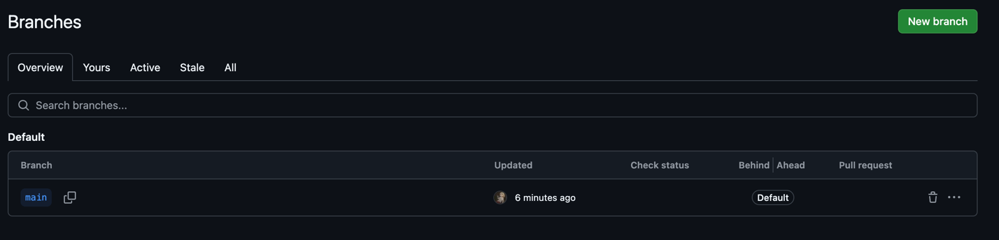 Branches
New branch
Overview Yours Active Stale All
Search branches...
Default
Branch Updated Check status Behind Ahead Pull request
main 6 minutes ago Default